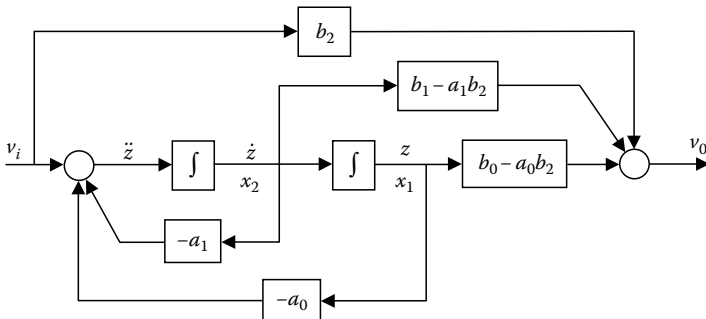 b₂
b₁ – a₁b₂
vᵢ
z̈
∫
ż
x₂
∫
z
x₁
b₀ – a₀b₂
v₀
–a₁
–a₀